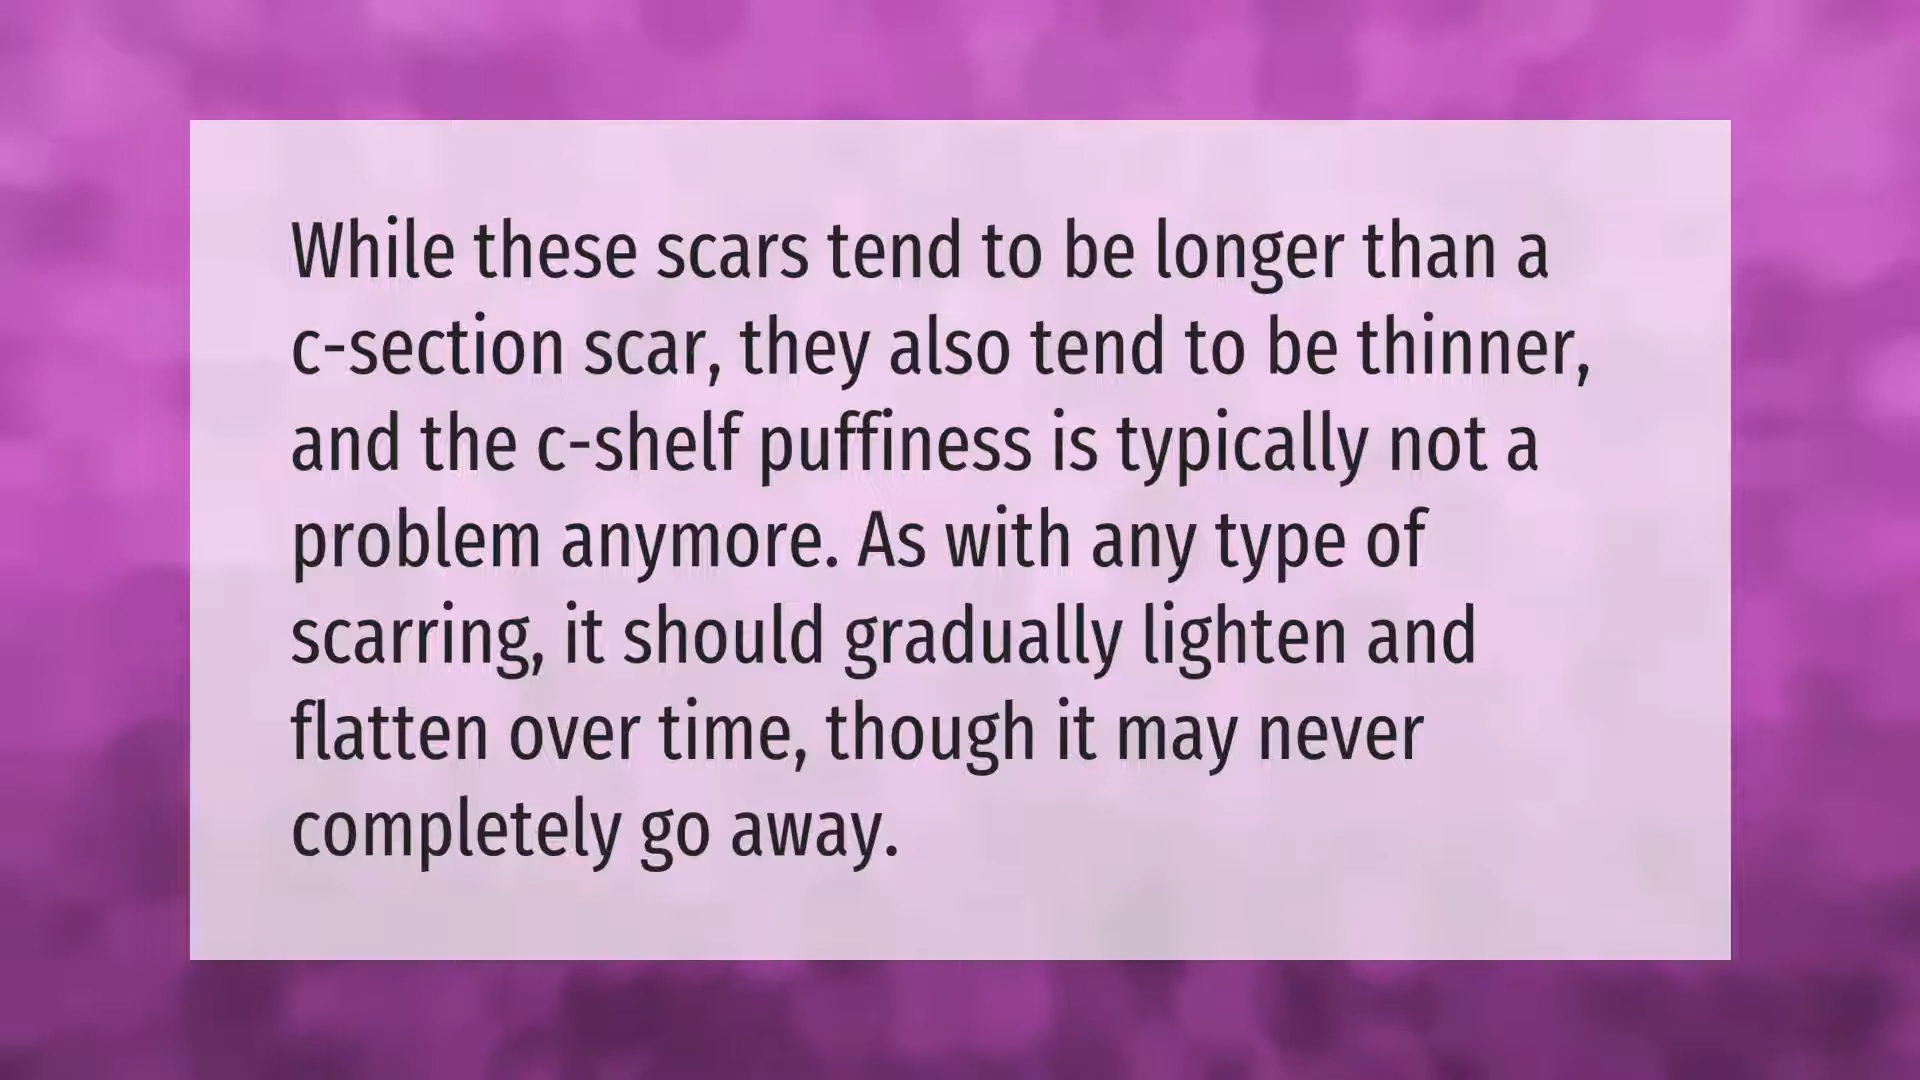 While these scars tend to be longer than a
c-section scar, they also tend to be thinner,
and the c-shelf puffiness is typically not a
problem anymore. As with any type of
scarring, it should gradually lighten and
flatten over time, though it may never
completely go away.